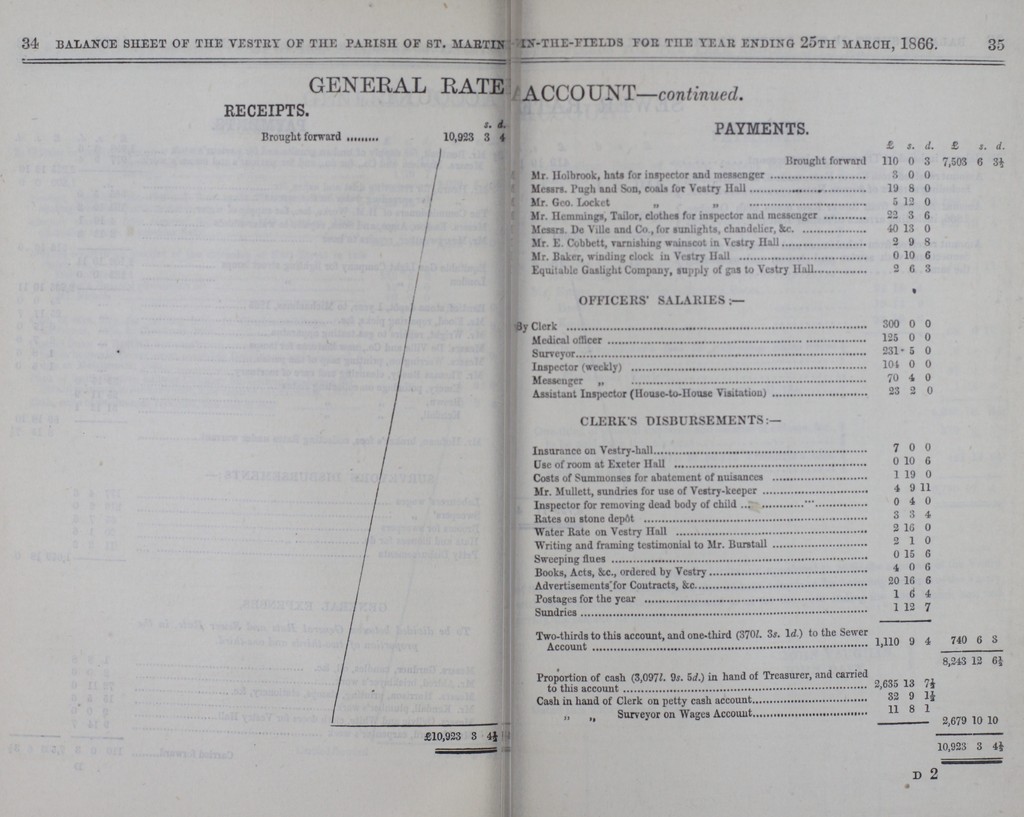 34 BALANCE SHEET OF THE VESTRY OF THE PARISH OF ST. MARTIN-IN-THE-FIELDS FOR THE YEAR ENDING 25TH MARCH, 1866. 35
GENERAL RATE ACCOUNT—continued.
RECEIPTS.
s. d.
Brought forward ......... 10,923 3 4
£10,923 3 4½
PAYMENTS.
£ s. d. £ s. d.
Brought forward 110 0 3 7,503 6 3½
Mr. Holbrook, hats for inspector and messenger ........ 3 0 0
Messrs. Pugh and Son, coals for Vestry Hall ........ 19 8 0
Mr. Geo. Locket „ „ ........ 5 12 0
Mr. Hemmings, Tailor, clothes for inspector and messenger ........ 22 3 6
Messrs. De Ville and Co., for sunlights, chandelier, &c. ........ 40 13 0
Mr. E. Cobbett, varnishing wainscot in Vestry Hall ........ 2 9 8
Mr. Baker, winding clock in Vestry Hall ........ 0 10 6
Equitable Gaslight Company, supply of gas to Vestry Hall ........ 2 6 3
OFFICERS' SALARIES :—
By Clerk ........ 300 0 0
Medical officer ........ 125 0 0
Surveyor ........ 231 5 0
Inspector (weekly) ........ 104 0 0
Messenger „ ........ 70 4 0
Assistant Inspector (House-to-House Visitation) ........ 23 2 0
CLERK'S DISBURSEMENTS:—
Insurance on Vestry-hall ........ 7 0 0
Use of room at Exeter Hall ........ 0 10 6
Costs of Summonses for abatement of nuisances ........ 1 19 0
Mr. Mullett, sundries for use of Vestry-keeper ........ 4 9 11
Inspector for removing dead body of child ........ 0 4 0
Rates on stone depôt ........ 3 3 4
Water Rate on Vestry Hall ........ 2 16 0
Writing and framing testimonial to Mr. Burstall ........ 2 1 0
Sweeping flues ........ 0 15 6
Books, Acts, &c., ordered by Vestry ........ 4 0 6
Advertisements for Contracts, &c. ........ 20 16 6
Postages for the year ........ 1 6 4
Sundries ........ 1 12 7
Two-thirds to this account, and one-third (370l. 3s. 1d.) to the Sewer
Account ........ 1,110 9 4 740 6 3
8,243 12 6½
Proportion of cash (3,097l. 9s. 5d.) in hand of Treasurer, and carried
to this account ........ 2,635 13 7½
Cash in hand of Clerk on petty cash account ........ 32 9 1½
„ „ Surveyor on Wages Account ........ 11 8 1
2,679 10 10
10,923 3 4½
D 2